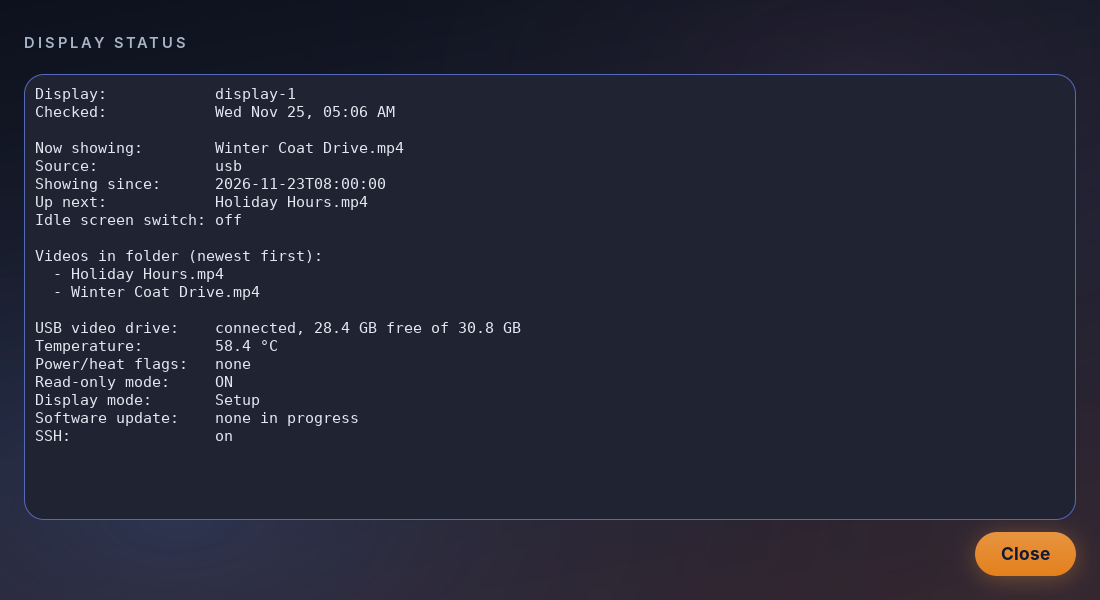 DISPLAY STATUS
Display: display-1
Checked: Wed Nov 25, 05:06 AM
Now showing: Winter Coat Drive.mp4
Source: usb
Showing since: 2026-11-23T08:00:00
Up next: Holiday Hours.mp4
Idle screen switch: off
Videos in folder (newest first):
- Holiday Hours.mp4
- Winter Coat Drive.mp4
USB video drive: connected, 28.4 GB free of 30.8 GB
Temperature: 58.4 °C
Power/heat flags: none
Read-only mode: ON
Display mode: Setup
Software update: none in progress
SSH: on
Close